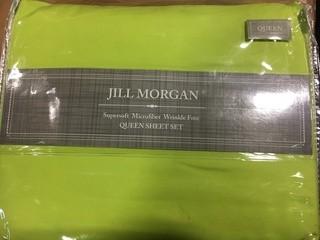 QUEEN
JILL MORGAN
Supersoft Microfiber Wrinkle Free
QUEEN SHEET SET